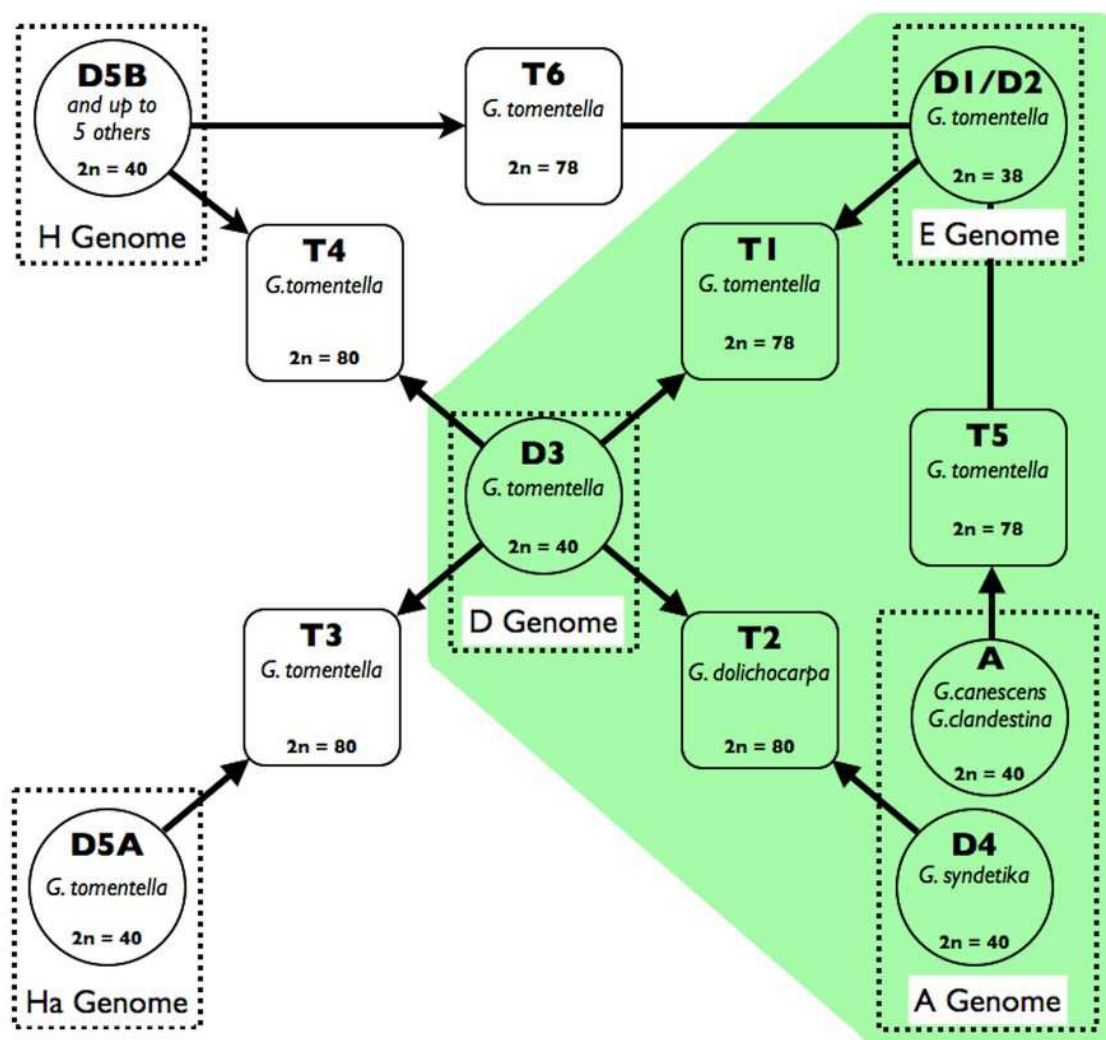 D5B
and up to
5 others
2n = 40
H Genome
T6
G. tomentella
2n = 78
D1/D2
G. tomentella
2n = 38
E Genome
T4
G.tomentella
2n = 80
T1
G. tomentella
2n = 78
D3
G. tomentella
2n = 40
D Genome
T5
G. tomentella
2n = 78
T3
G. tomentella
2n = 80
T2
G. dolichocarpa
2n = 80
A
G.canescens
G.clandestina
2n = 40
D5A
G. tomentella
2n = 40
Ha Genome
D4
G. syndetika
2n = 40
A Genome